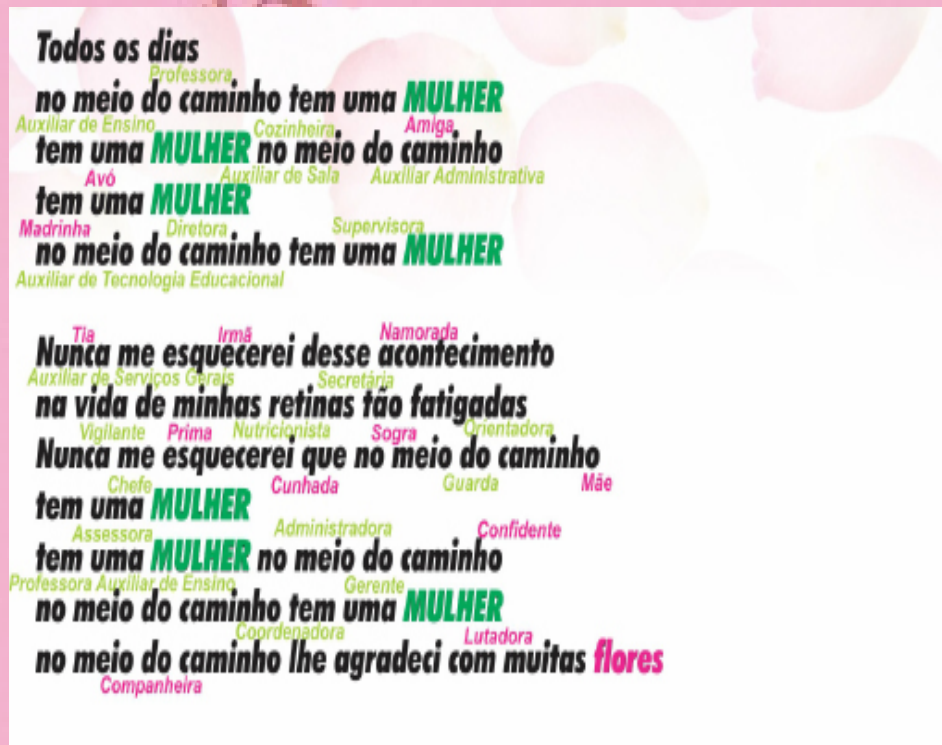 Todos os dias
Professora
no meio do caminho tem uma MULHER
Auxiliar de Ensino Cozinheira Amiga
tem uma MULHER no meio do caminho
Avó Auxiliar de Sala Auxiliar Administrativa
tem uma MULHER
Madrinha Diretora Supervisora
no meio do caminho tem uma MULHER
Auxiliar de Tecnologia Educacional
Tia Irmã Namorada
Nunca me esquecerei desse acontecimento
Auxiliar de Serviços Gerais Secretária
na vida de minhas retinas tão fatigadas
Vigilante Prima Nutricionista Sogra Orientadora
Nunca me esquecerei que no meio do caminho
Chefe Cunhada Guarda Mãe
tem uma MULHER
Assessora Administradora Confidente
tem uma MULHER no meio do caminho
Professora Auxiliar de Ensino Gerente
no meio do caminho tem uma MULHER
Coordenadora Lutadora
no meio do caminho lhe agradeci com muitas flores
Companheira